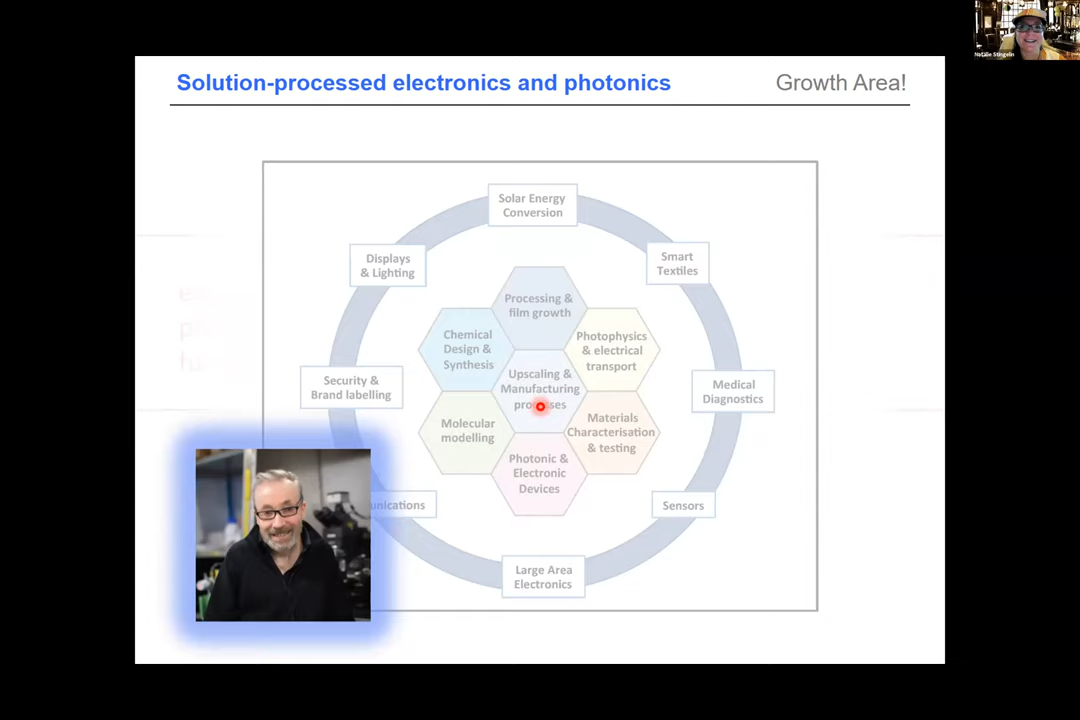 Solution-processed electronics and photonics
Growth Area!
Natalie Stingelin
Solar Energy
Conversion
Displays
& Lighting
Smart
Textiles
Processing &
film growth
Chemical
Design &
Synthesis
Photophysics
& electrical
transport
Upscaling &
Manufacturing
Security &
Brand labelling
Medical
Diagnostics
Molecular
modelling
Materials
Characterisation
& testing
Photonic &
Electronic
Devices
Sensors
Large Area
Electronics